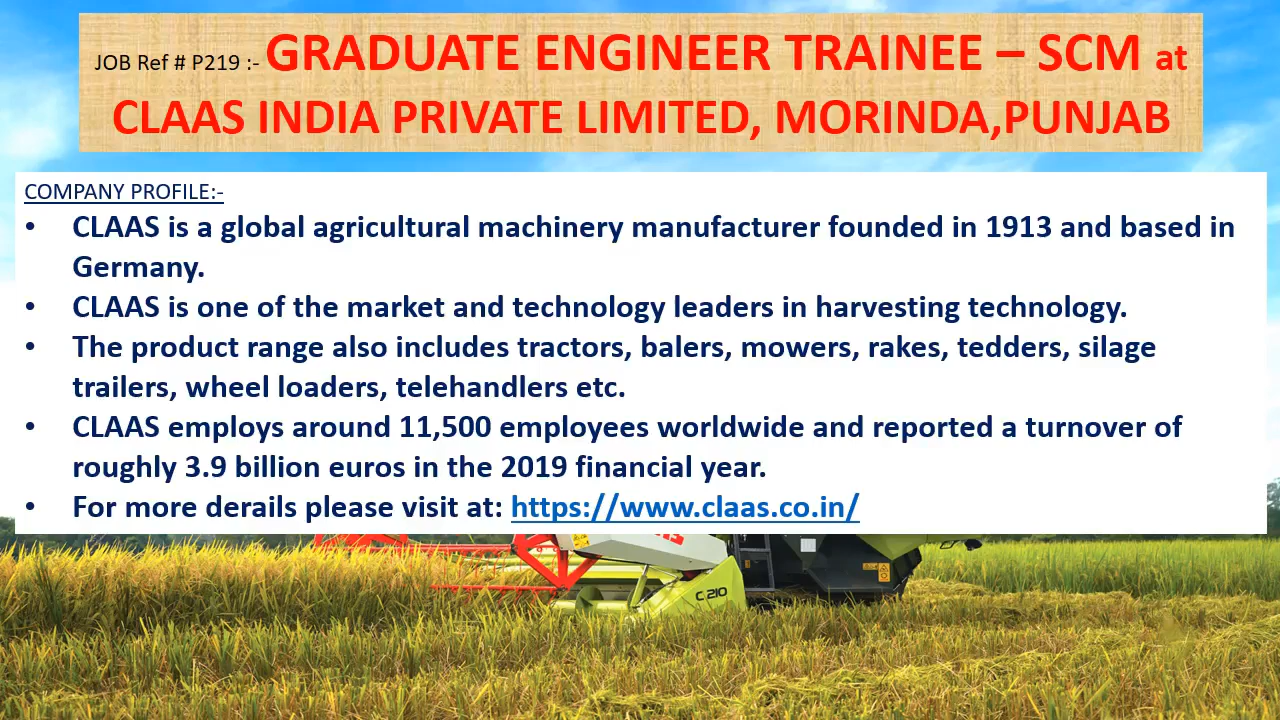 JOB Ref # P219 :- GRADUATE ENGINEER TRAINEE – SCM at
CLAAS INDIA PRIVATE LIMITED, MORINDA,PUNJAB
COMPANY PROFILE:-
• CLAAS is a global agricultural machinery manufacturer founded in 1913 and based in
Germany.
• CLAAS is one of the market and technology leaders in harvesting technology.
• The product range also includes tractors, balers, mowers, rakes, tedders, silage
trailers, wheel loaders, telehandlers etc.
• CLAAS employs around 11,500 employees worldwide and reported a turnover of
roughly 3.9 billion euros in the 2019 financial year.
• For more derails please visit at: https://www.claas.co.in/
C 210